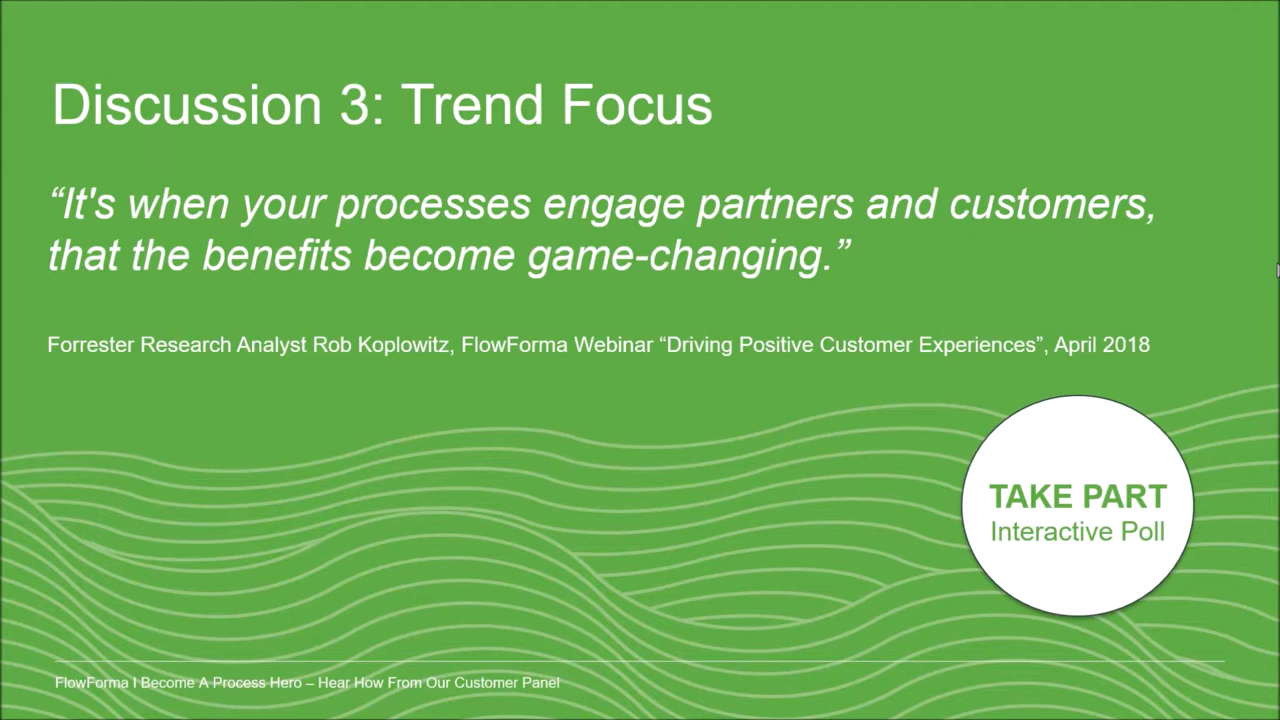 Discussion 3: Trend Focus
“It's when your processes engage partners and customers,
that the benefits become game-changing.”
Forrester Research Analyst Rob Koplowitz, FlowForma Webinar “Driving Positive Customer Experiences”, April 2018
TAKE PART
Interactive Poll
FlowForma I Become A Process Hero – Hear How From Our Customer Panel